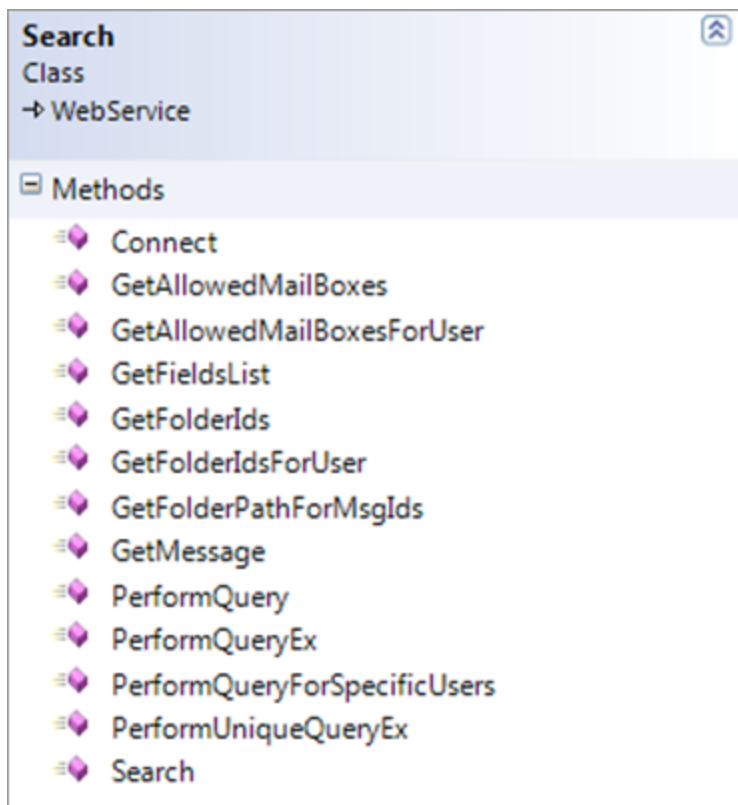 Search
Class
WebService
Methods
Connect
GetAllowedMailBoxes
GetAllowedMailBoxesForUser
GetFieldsList
GetFolderIds
GetFolderIdsForUser
GetFolderPathForMsgIds
GetMessage
PerformQuery
PerformQueryEx
PerformQueryForSpecificUsers
PerformUniqueQueryEx
Search